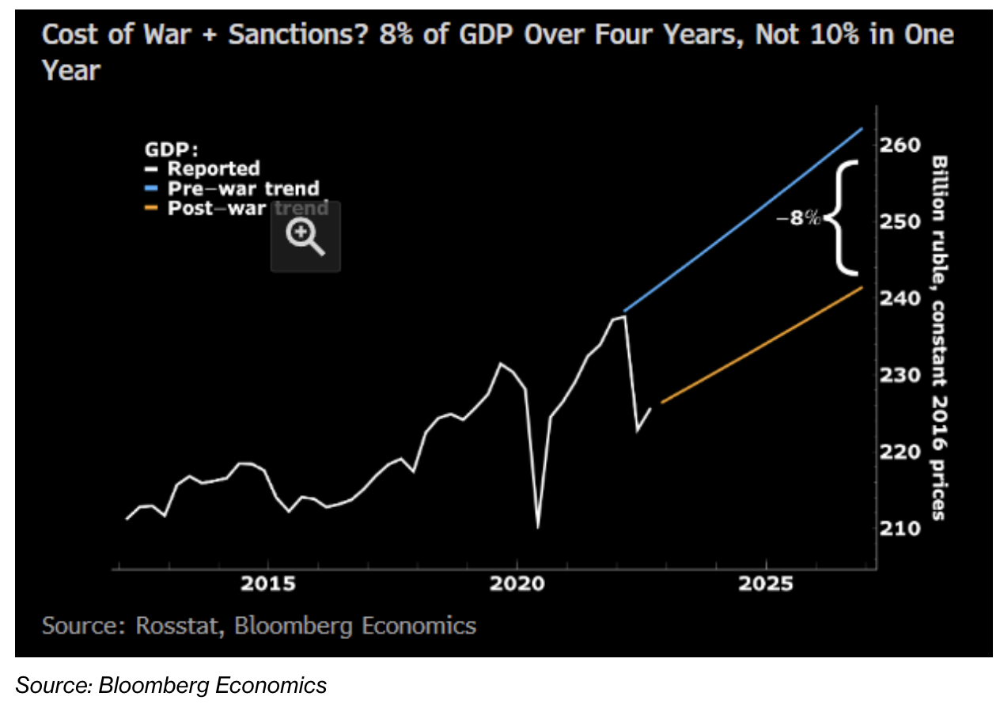 Cost of War + Sanctions? 8% of GDP Over Four Years, Not 10% in One
Year
GDP:
Reported
Pre-war trend
Post-war trend
260
250
240
230
220
210
-8%
Billion ruble, constant 2016 prices
2015
2020
2025
Source: Rosstat, Bloomberg Economics
Source: Bloomberg Economics